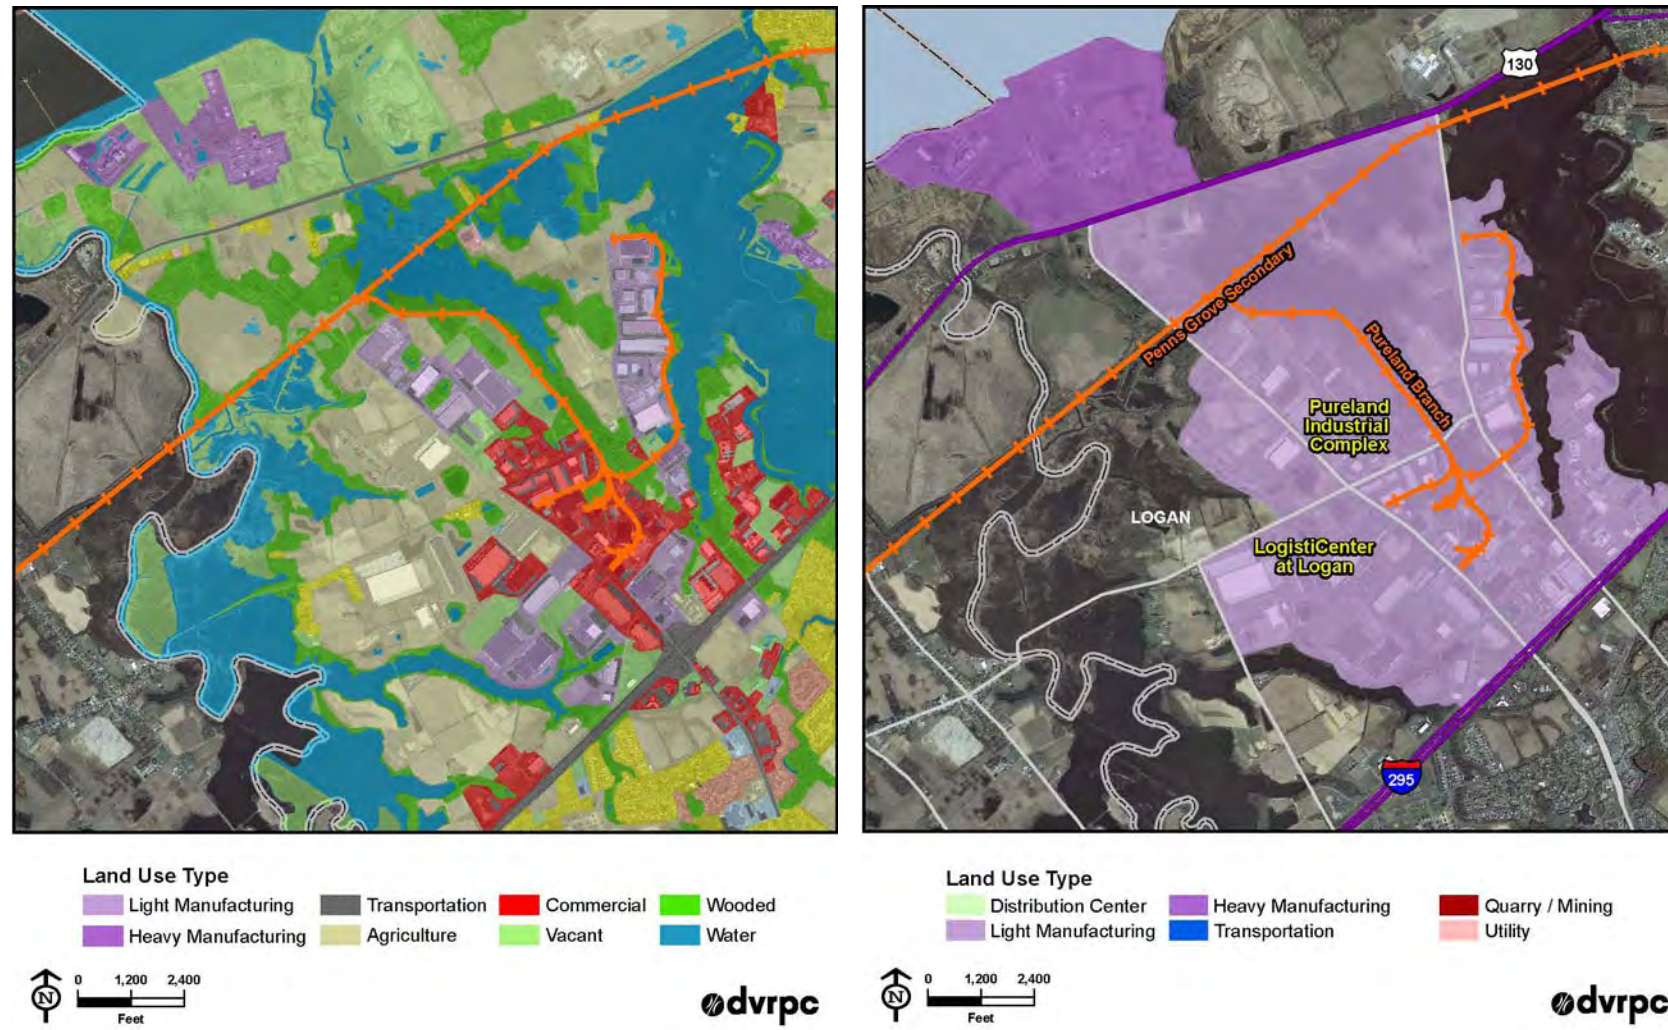 130
Penns Grove Secondary
Pureland Branch
Pureland
Industrial
Complex
LOGAN
LogistiCenter
at Logan
295
Land Use Type
Light Manufacturing
Transportation
Commercial
Wooded
Heavy Manufacturing
Agriculture
Vacant
Water
N
0 1,200 2,400
Feet
dvrpc
Land Use Type
Distribution Center
Heavy Manufacturing
Quarry / Mining
Light Manufacturing
Transportation
Utility
N
0 1,200 2,400
Feet
dvrpc